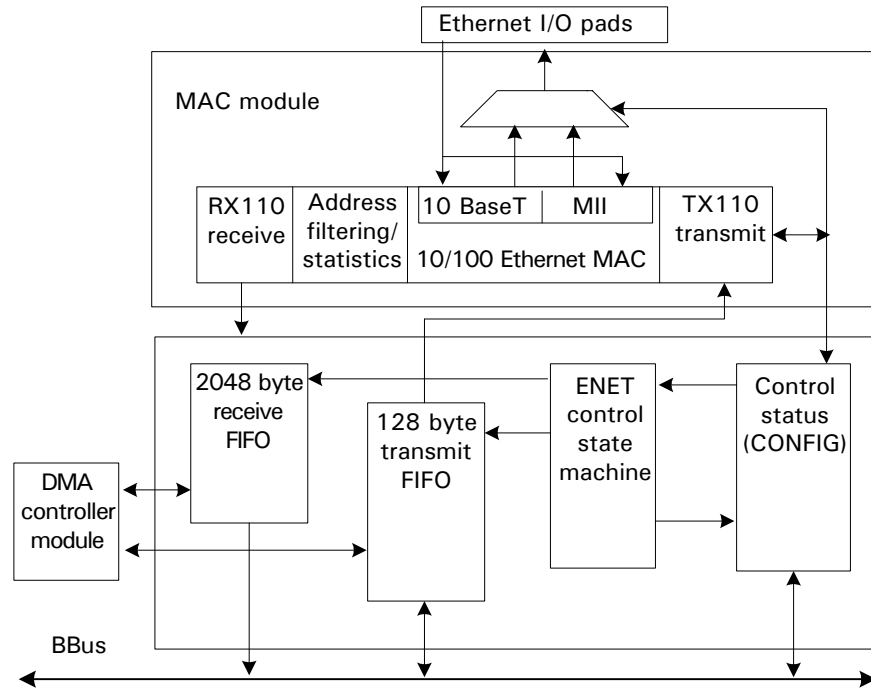 Ethernet I/O pads
MAC module
RX110
receive
Address
filtering/
statistics
10 BaseT
MII
10/100 Ethernet MAC
TX110
transmit
2048 byte
receive
FIFO
128 byte
transmit
FIFO
ENET
control
state
machine
Control
status
(CONFIG)
DMA
controller
module
BBus